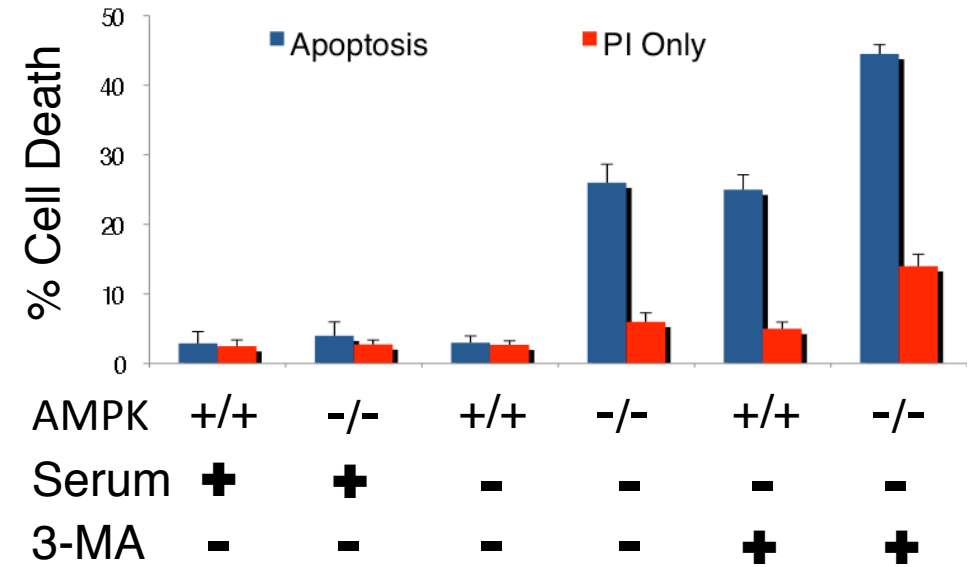 50
Apoptosis PI Only
40
30
20
10
0
% Cell Death
AMPK +/+ -/- +/+ -/- +/+ -/-
Serum + + - - - -
3-MA - - - - + +